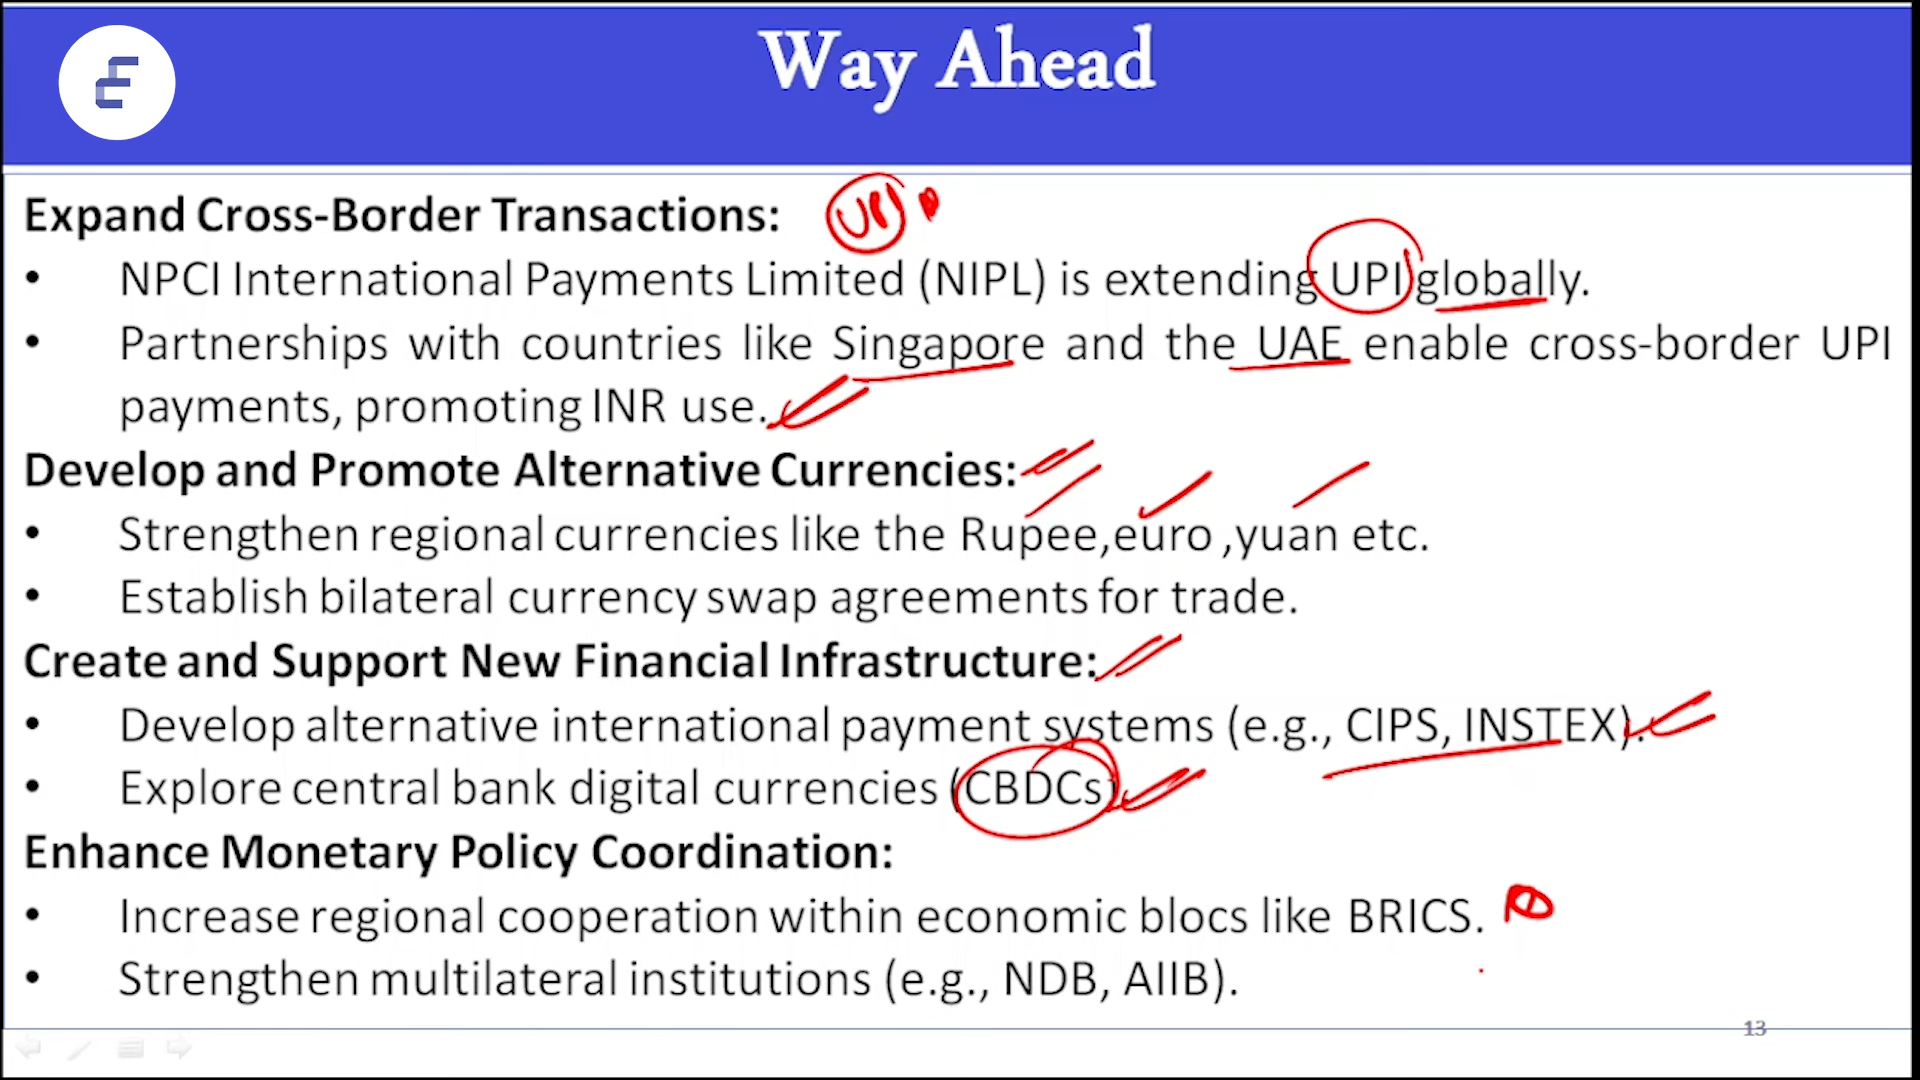 Way Ahead
Expand Cross-Border Transactions: UPI
• NPCI International Payments Limited (NIPL) is extending UPI globally.
• Partnerships with countries like Singapore and the UAE enable cross-border UPI
payments, promoting INR use.
Develop and Promote Alternative Currencies:
• Strengthen regional currencies like the Rupee,euro ,yuan etc.
• Establish bilateral currency swap agreements for trade.
Create and Support New Financial Infrastructure:
• Develop alternative international payment systems (e.g., CIPS, INSTEX).
• Explore central bank digital currencies (CBDCs)
Enhance Monetary Policy Coordination:
• Increase regional cooperation within economic blocs like BRICS.
• Strengthen multilateral institutions (e.g., NDB, AIIB).
13